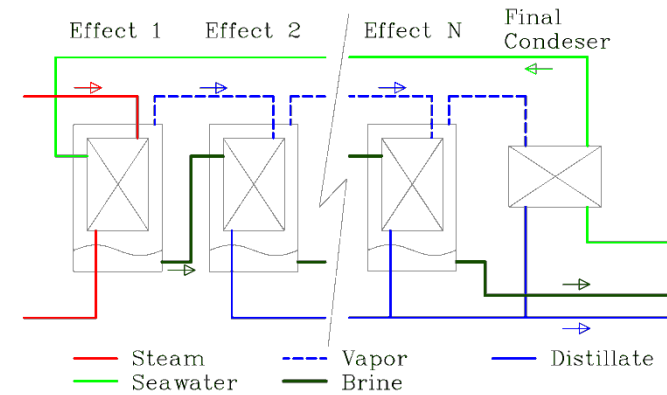 Effect 1
Effect 2
Effect N
Final
Condeser
Steam
Vapor
Distillate
Seawater
Brine